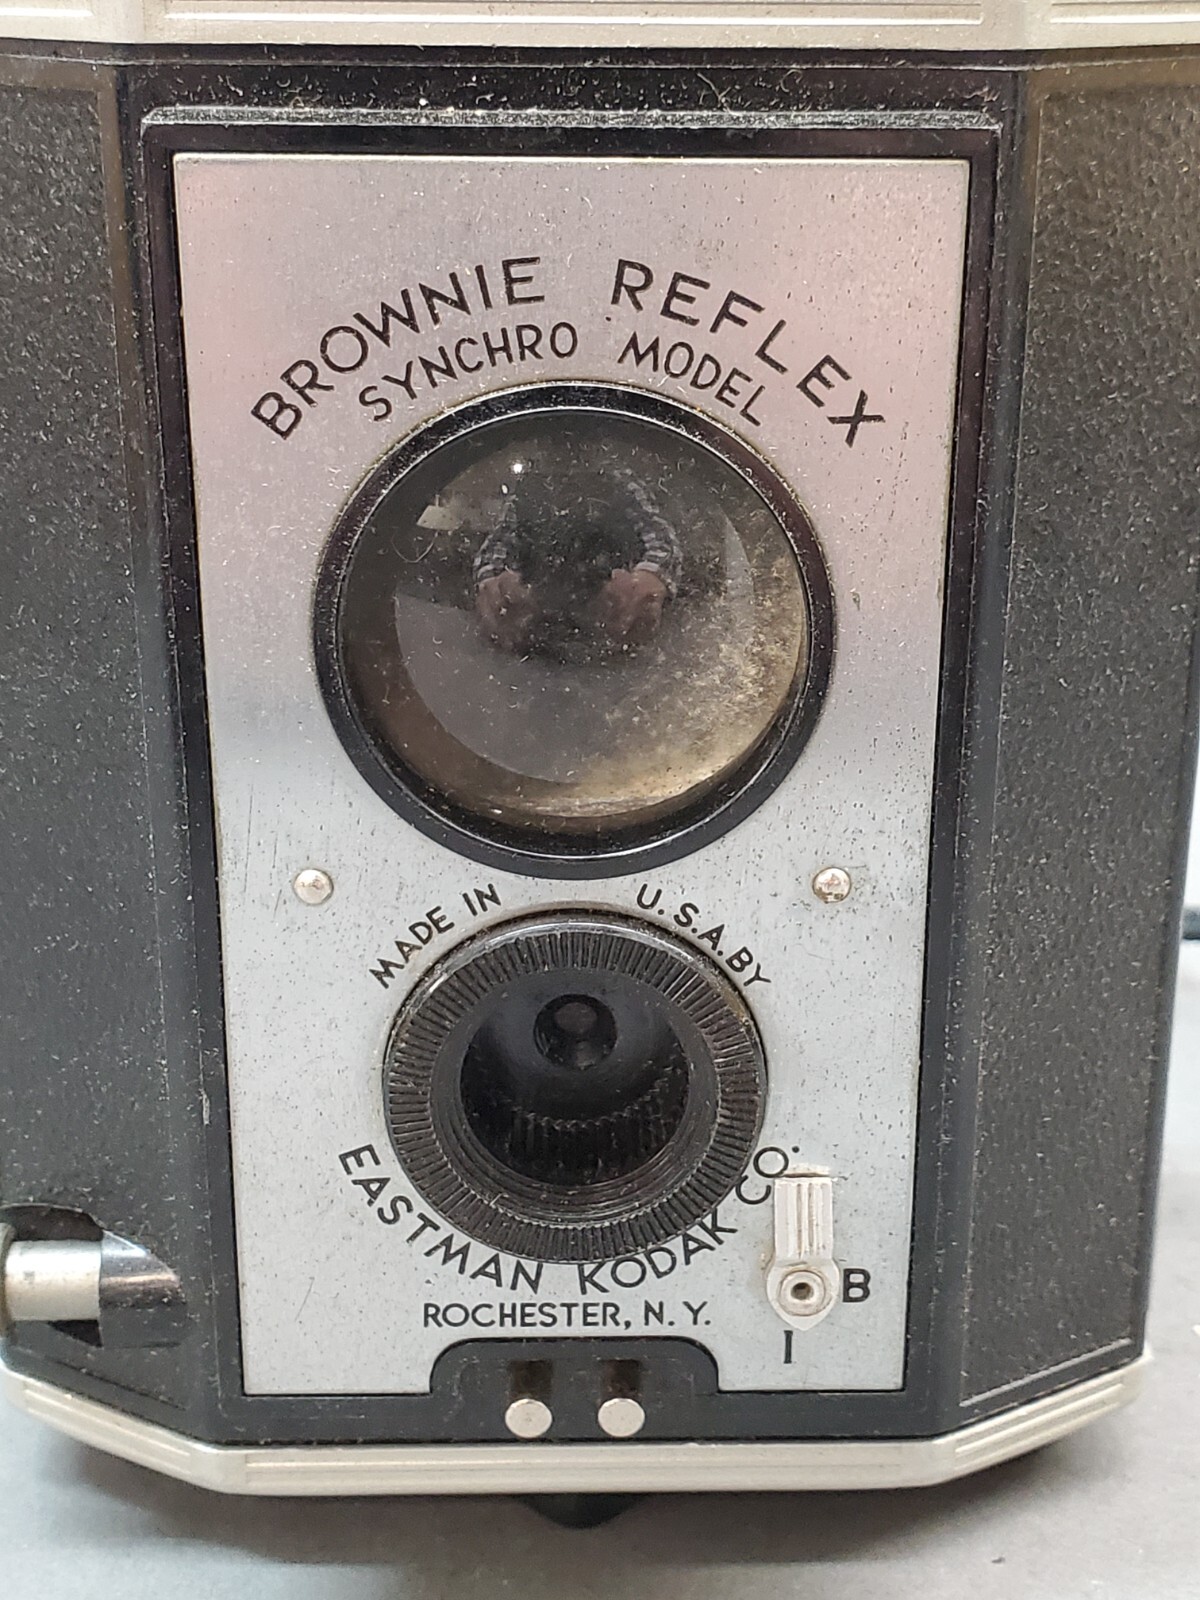 BROWNIE REFLEX
SYNCHRO MODEL
MADE IN U.S.A. BY
EASTMAN KODAK CO.
ROCHESTER, N. Y.
B
I